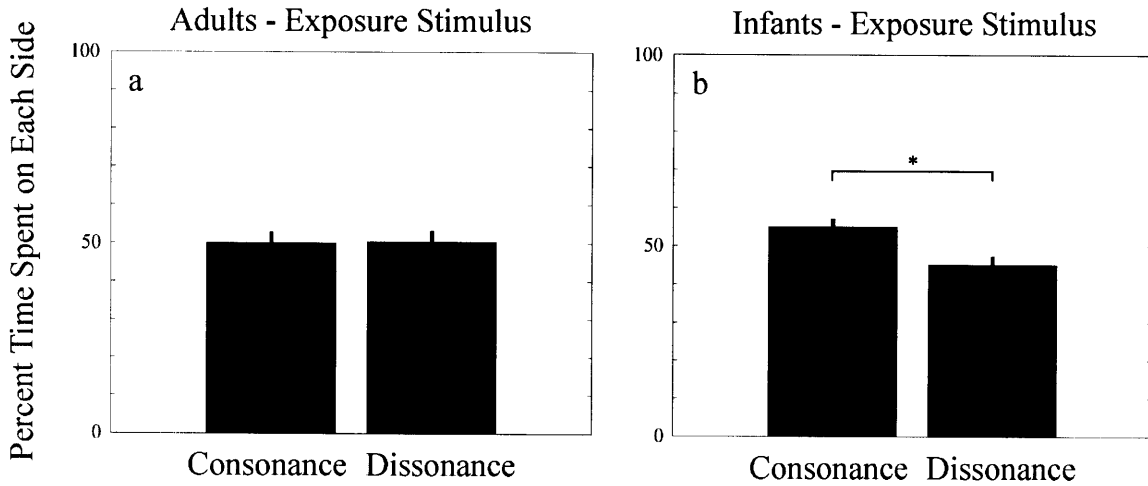 Adults - Exposure Stimulus
Percent Time Spent on Each Side
100
a
50
0
Consonance Dissonance
Infants - Exposure Stimulus
100
b
*
50
0
Consonance Dissonance